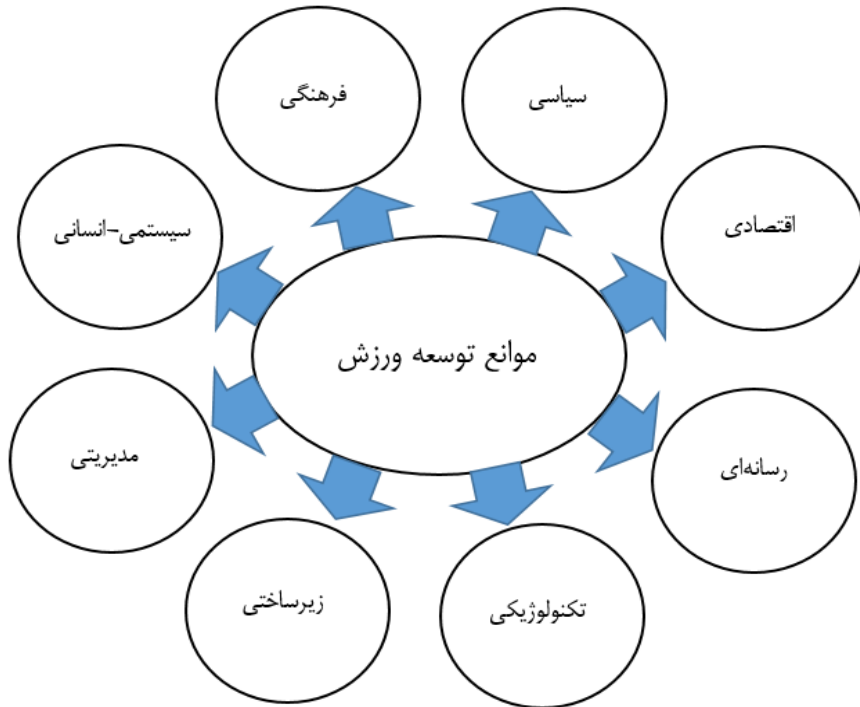 سیاسی
فرهنگی
اقتصادی
سیستمی-انسانی
موانع توسعه ورزش
مدیریتی
رسانه‌ای
زیرساختی
تکنولوژیکی